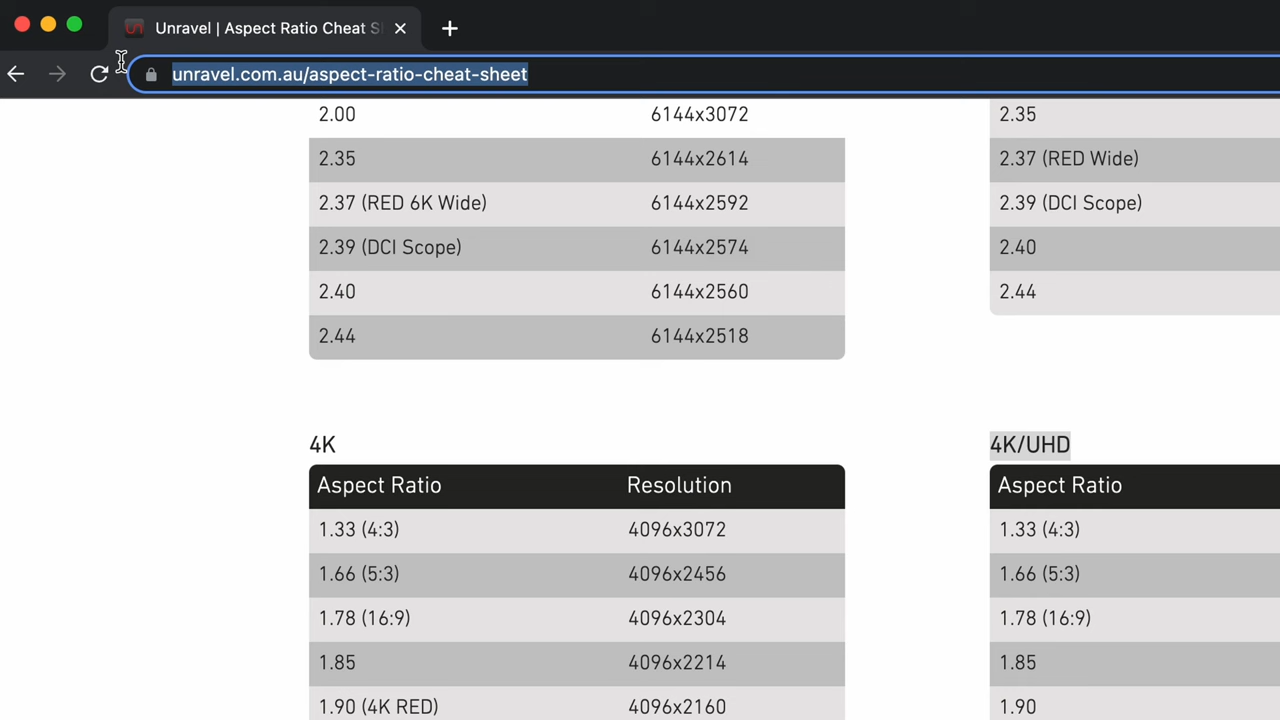 Unravel | Aspect Ratio Cheat S
unravel.com.au/aspect-ratio-cheat-sheet
2.00 6144x3072
2.35 6144x2614
2.37 (RED 6K Wide) 6144x2592
2.39 (DCI Scope) 6144x2574
2.40 6144x2560
2.44 6144x2518
2.35
2.37 (RED Wide)
2.39 (DCI Scope)
2.40
2.44
4K
Aspect Ratio Resolution
1.33 (4:3) 4096x3072
1.66 (5:3) 4096x2456
1.78 (16:9) 4096x2304
1.85 4096x2214
1.90 (4K RED) 4096x2160
4K/UHD
Aspect Ratio
1.33 (4:3)
1.66 (5:3)
1.78 (16:9)
1.85
1.90